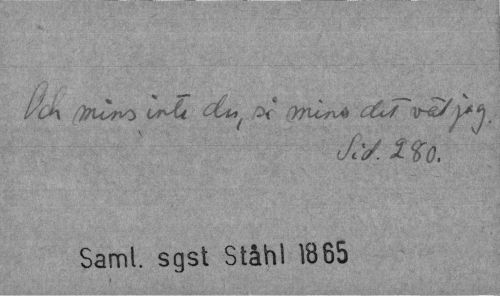 Och mins inte du, så mins det väl jag.
Sid. 280.
Saml. sgst Ståhl 1865